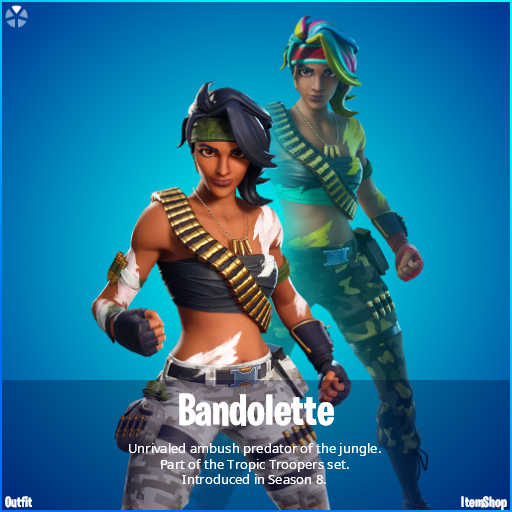 Bandolette
Unrivaled ambush predator of the jungle.
Part of the Tropic Troopers set.
Introduced in Season 8.
Outfit
ItemShop